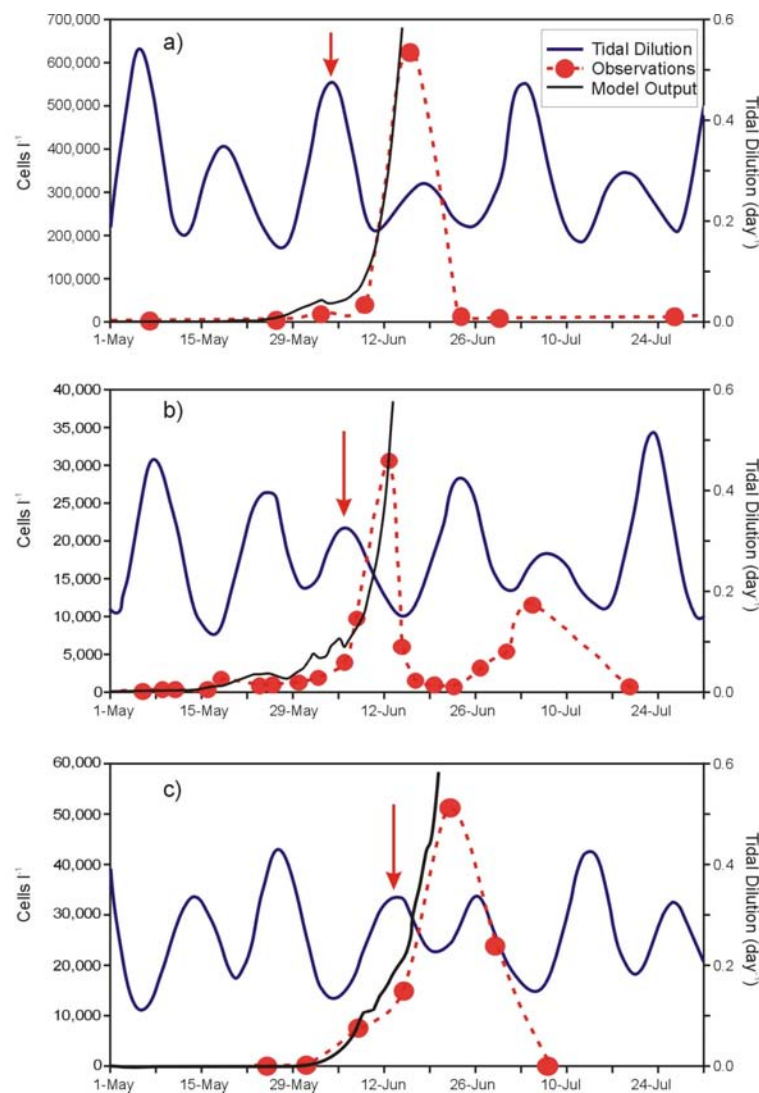 a)
Tidal Dilution
Observations
Model Output
700,000
600,000
500,000
400,000
300,000
200,000
100,000
0
Cells l⁻¹
0.6
0.4
0.2
0.0
Tidal Dilution (day⁻¹)
1-May 15-May 29-May 12-Jun 26-Jun 10-Jul 24-Jul
b)
40,000
35,000
30,000
25,000
20,000
15,000
10,000
5,000
0
Cells l⁻¹
0.6
0.4
0.2
0.0
Tidal Dilution (day⁻¹)
1-May 15-May 29-May 12-Jun 26-Jun 10-Jul 24-Jul
c)
60,000
50,000
40,000
30,000
20,000
10,000
0
Cells l⁻¹
0.6
0.4
0.2
0.0
Tidal Dilution (day⁻¹)
1-May 15-May 29-May 12-Jun 26-Jun 10-Jul 24-Jul